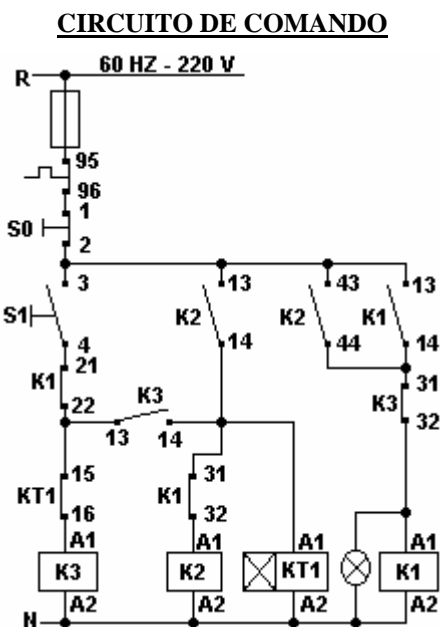 CIRCUITO DE COMANDO
60 HZ - 220 V
R
95
96
1
S0
2
3
13
43
13
S1
K2
K2
K1
4
14
44
14
21
K1
22
31
K3
K3
32
13
14
15
31
KT1
K1
16
32
A1
A1
A1
A1
K3
K2
KT1
K1
A2
A2
A2
A2
N